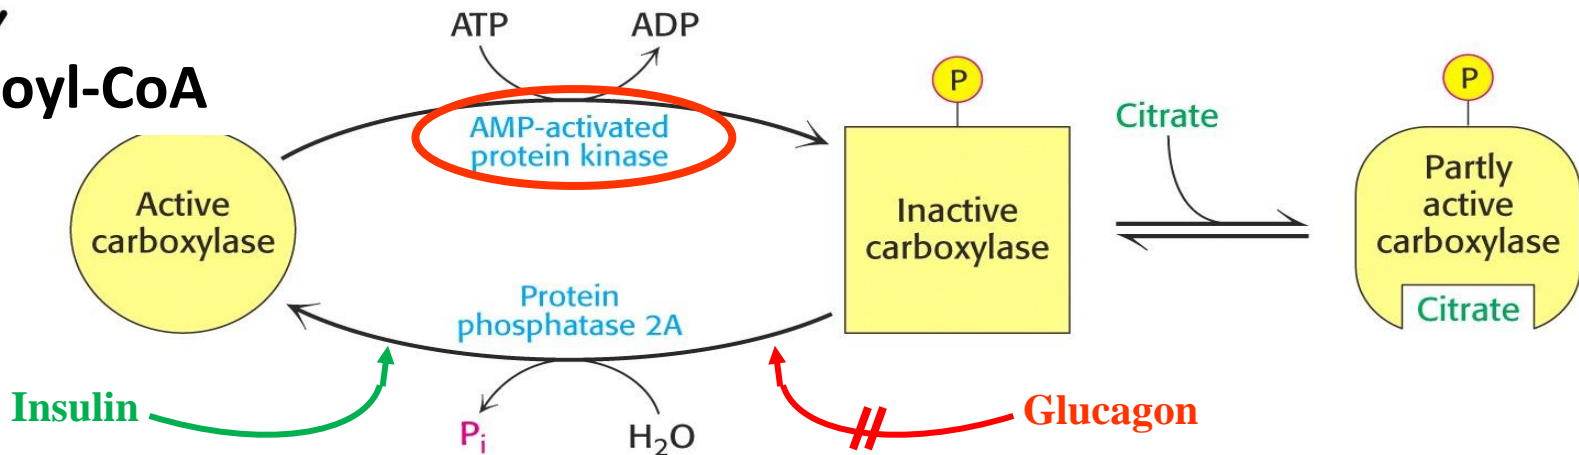 oyl-CoA
ATP
ADP
AMP-activated
protein kinase
Active
carboxylase
P
Inactive
carboxylase
Citrate
P
Partly
active
carboxylase
Citrate
Protein
phosphatase 2A
Insulin
Pi
H2O
Glucagon